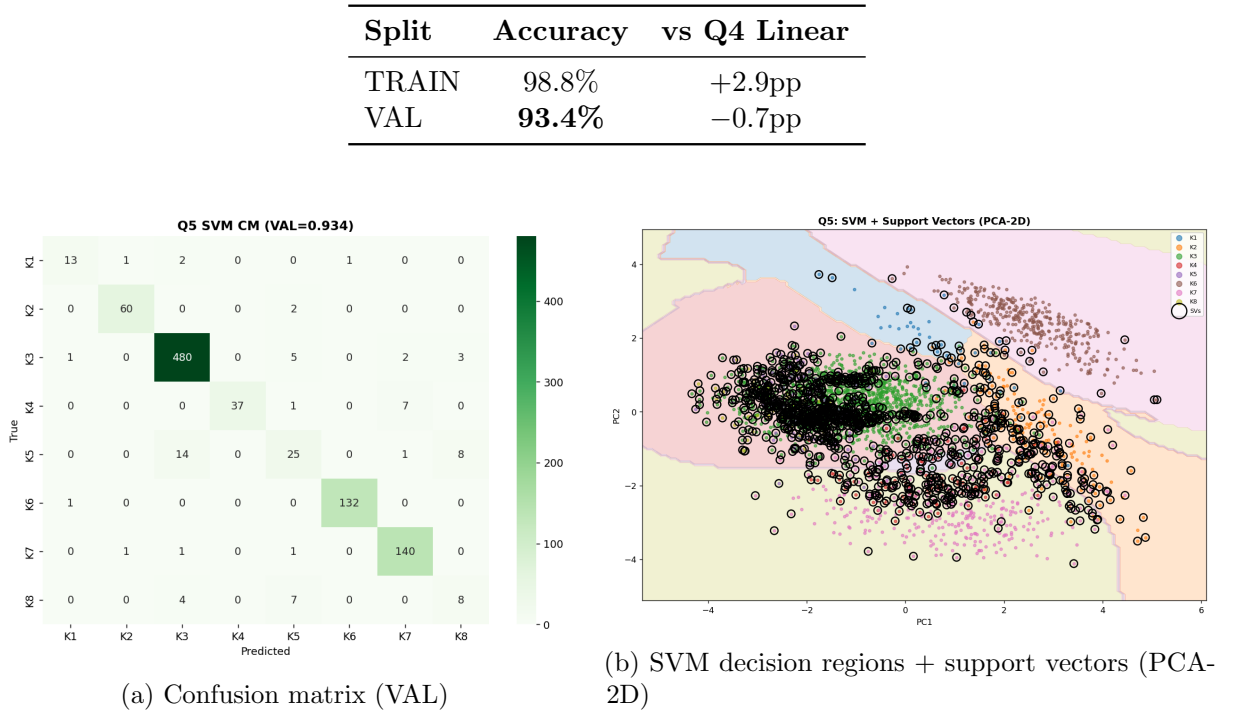 Split Accuracy vs Q4 Linear
TRAIN 98.8% +2.9pp
VAL 93.4% −0.7pp
Q5 SVM CM (VAL=0.934)
K1 13 1 2 0 0 1 0 0
K2 0 60 0 0 2 0 0 0
K3 1 0 480 0 5 0 2 3
K4 0 0 0 37 1 0 7 0
K5 0 0 14 0 25 0 1 8
K6 1 0 0 0 0 132 0 0
K7 0 1 1 0 1 0 140 0
K8 0 0 4 0 7 0 0 8
K1 K2 K3 K4 K5 K6 K7 K8
Predicted
True
400
300
200
100
0
(a) Confusion matrix (VAL)
Q5: SVM + Support Vectors (PCA-2D)
K1
K2
K3
K4
K5
K6
K7
K8
SVs
4
2
0
−2
−4
PC2
−4 −2 0 2 4 6
PC1
(b) SVM decision regions + support vectors (PCA-
2D)